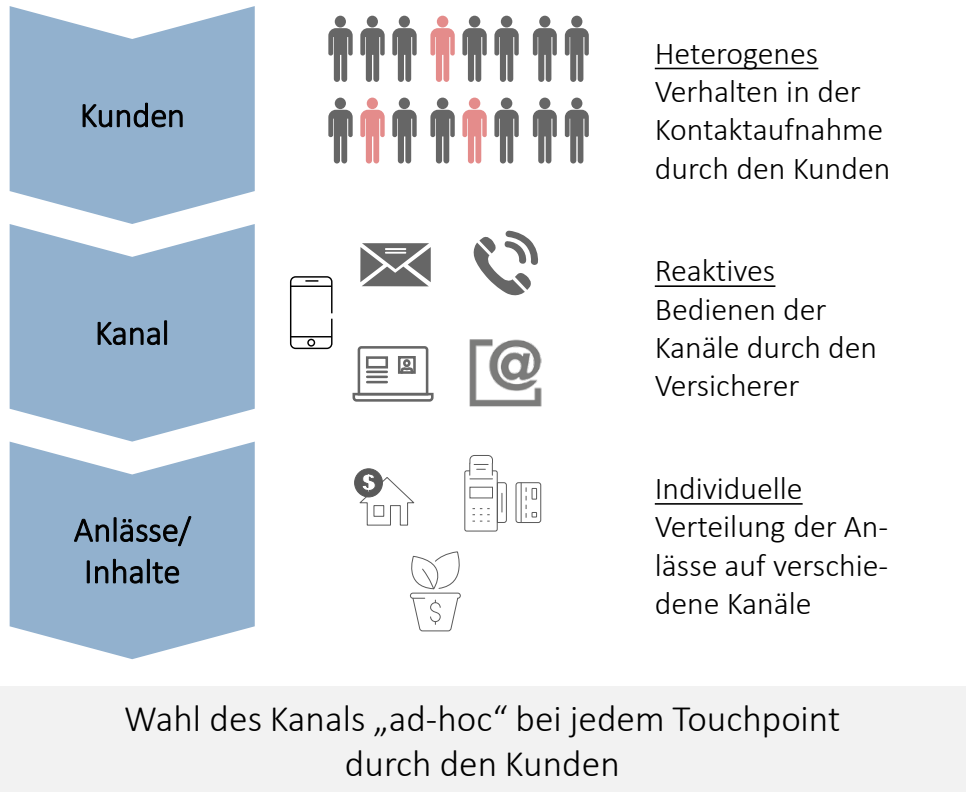 Kunden
Heterogenes
Verhalten in der
Kontaktaufnahme
durch den Kunden
Kanal
@
Reaktives
Bedienen der
Kanäle durch den
Versicherer
Anlässe/
Inhalte
$
$
Individuelle
Verteilung der An-
lässe auf verschie-
dene Kanäle
Wahl des Kanals „ad-hoc“ bei jedem Touchpoint
durch den Kunden